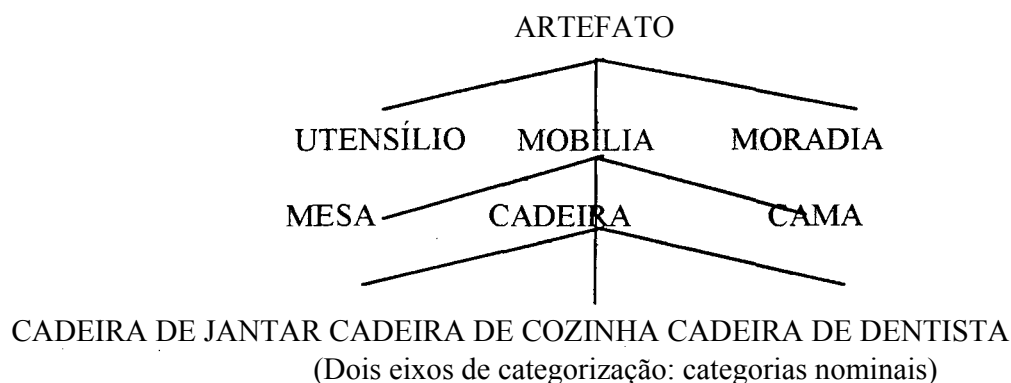 ARTEFATO
UTENSÍLIO MOBÍLIA MORADIA
MESA CADEIRA CAMA
CADEIRA DE JANTAR CADEIRA DE COZINHA CADEIRA DE DENTISTA
(Dois eixos de categorização: categorias nominais)